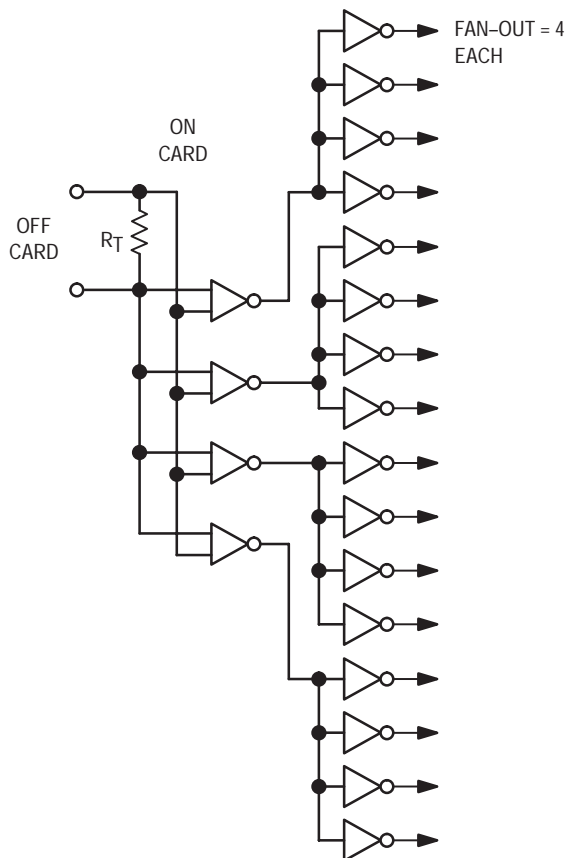 FAN–OUT = 4
EACH
ON
CARD
OFF
CARD
RT